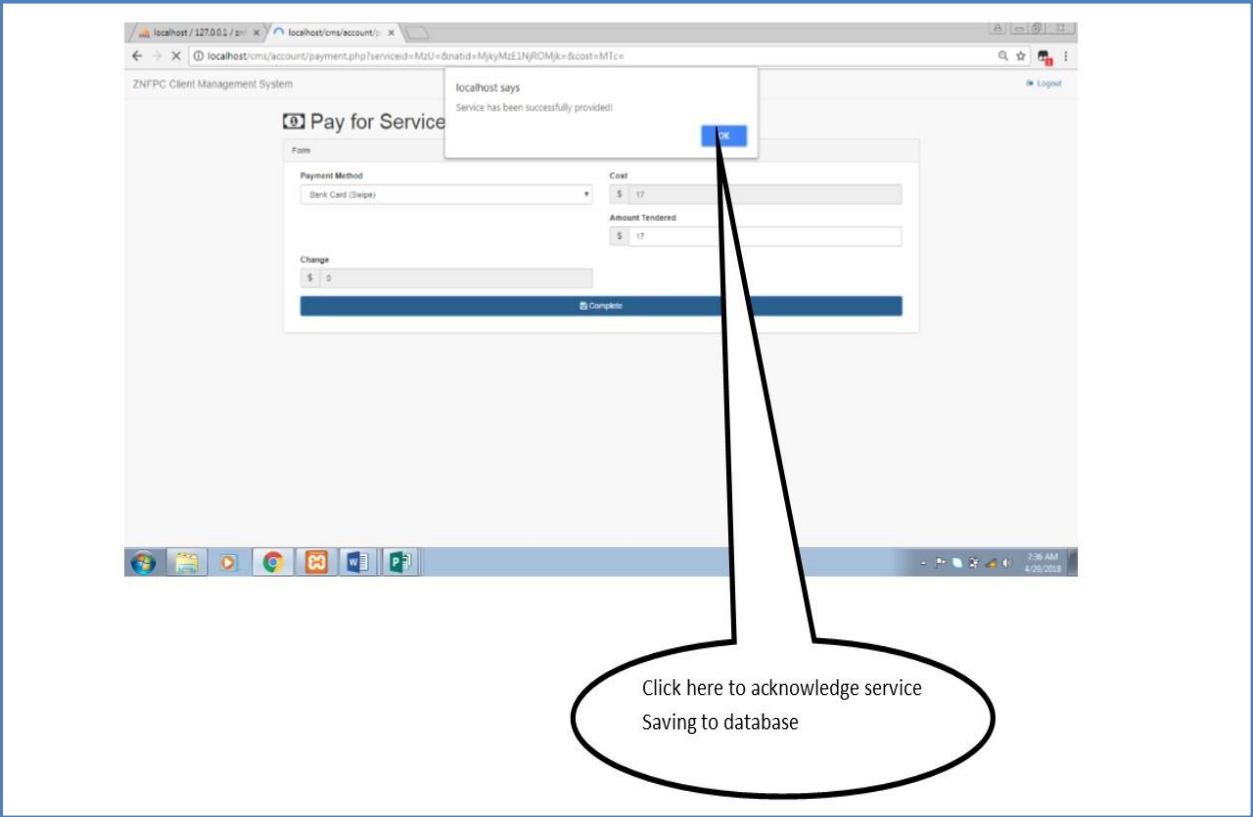 localhost / 127.0.0.1 / zn
localhost/cms/account/p
localhost/cms/account/payment.php?serviceid=MzU=&natid=MjkyMzE1NjROMjk=&cost=MTc=
ZNFPC Client Management System
Logout
localhost says
Service has been successfully provided!
OK
Pay for Service
Form
Payment Method
Cost
Bank Card (Swipe)
$ 17
Amount Tendered
$ 17
Change
$ 0
Complete
7:36 AM
4/29/2018
Click here to acknowledge service
Saving to database